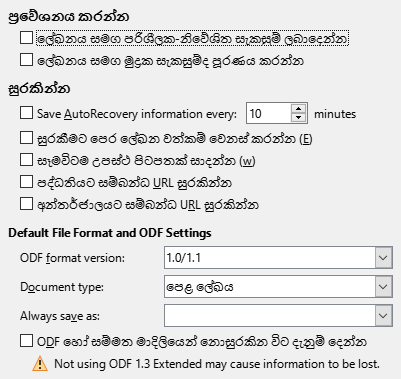 ප්‍රවේශනය කරන්න
ලේඛනය සමග පරිශීලක-නිවේශිත සැකසුම් ලබාදෙන්න
ලේඛනය සමග මුද්‍රක සැකසුම්ද පූරණය කරන්න
සුරකින්න
Save AutoRecovery information every: 10 minutes
සුරකීමට පෙර ලේඛන වත්කම් වෙනස් කරන්න (E)
සැමවිටම උපස්ථ පිටපතක් සාදන්න (w)
පද්ධතියට සම්බන්ධ URL සුරකින්න
අන්තර්ජාලයට සම්බන්ධ URL සුරකින්න
Default File Format and ODF Settings
ODF format version: 1.0/1.1
Document type: පෙළ ලේඛය
Always save as:
ODF හෝ සම්මත මාදිලියෙන් නොසුරකින විට දැනුම් දෙන්න
Not using ODF 1.3 Extended may cause information to be lost.